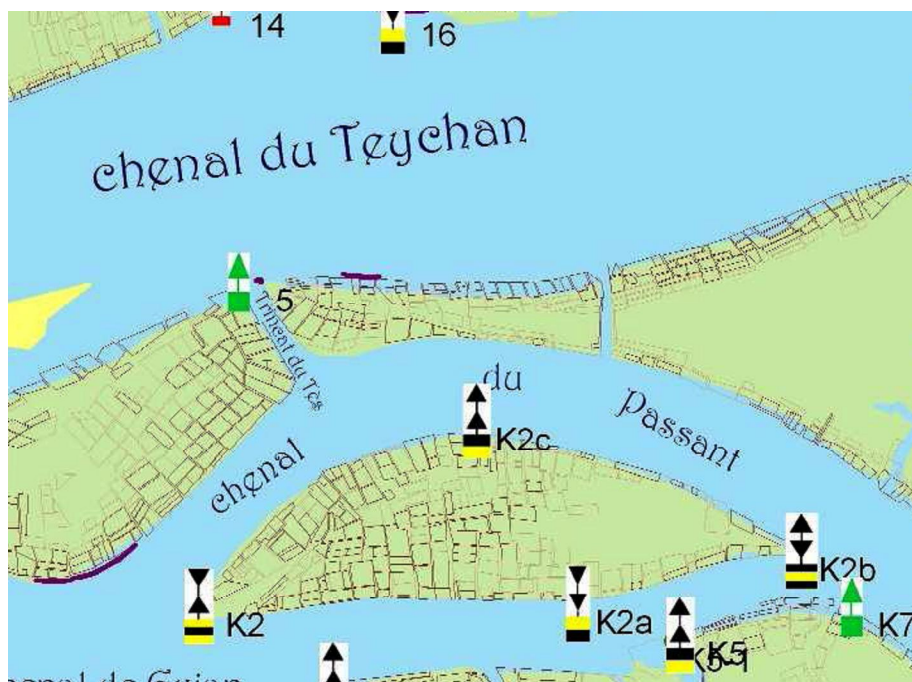 14
16
chenal du Teychan
5
Trincat du Tès
du
Passant
K2c
chenal
K2b
K2
K2a
K7
K5